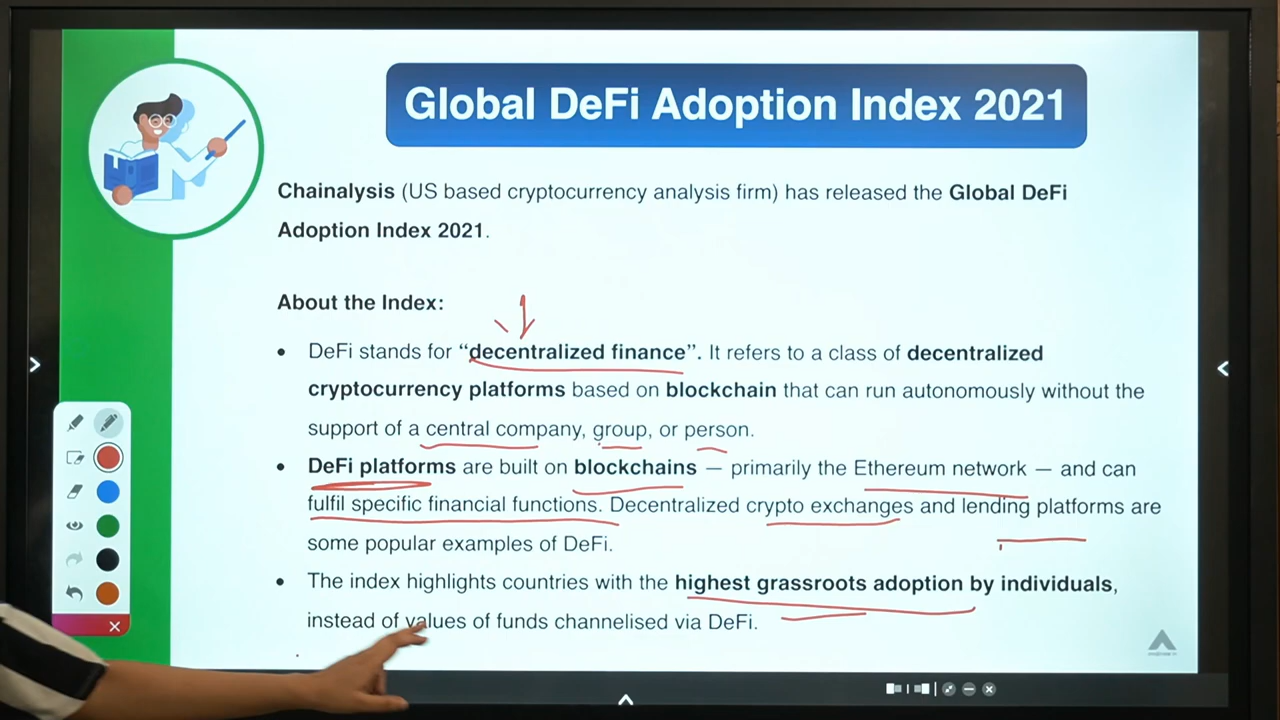 Global DeFi Adoption Index 2021
Chainalysis (US based cryptocurrency analysis firm) has released the Global DeFi
Adoption Index 2021.
About the Index:
• DeFi stands for “decentralized finance”. It refers to a class of decentralized
cryptocurrency platforms based on blockchain that can run autonomously without the
support of a central company, group, or person.
• DeFi platforms are built on blockchains — primarily the Ethereum network — and can
fulfil specific financial functions. Decentralized crypto exchanges and lending platforms are
some popular examples of DeFi.
• The index highlights countries with the highest grassroots adoption by individuals,
instead of values of funds channelised via DeFi.